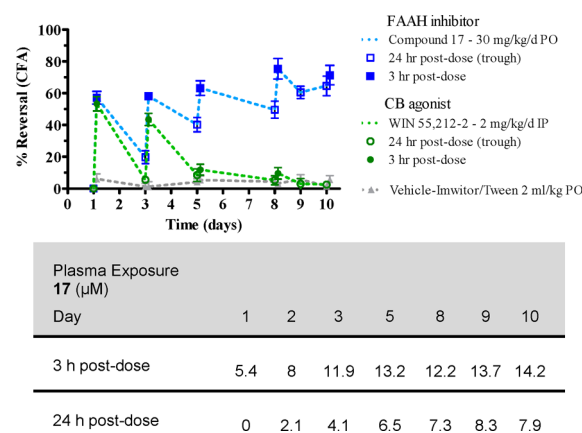 FAAH inhibitor
Compound 17 - 30 mg/kg/d PO
24 hr post-dose (trough)
3 hr post-dose
CB agonist
WIN 55,212-2 - 2 mg/kg/d IP
24 hr post-dose (trough)
3 hr post-dose
Vehicle-Imwitor/Tween 2 ml/kg PO
% Reversal (CFA)
100
80
60
40
20
0
0 1 2 3 4 5 6 7 8 9 10
Time (days)
Plasma Exposure
17 (µM)
Day 1 2 3 5 8 9 10
3 h post-dose 5.4 8 11.9 13.2 12.2 13.7 14.2
24 h post-dose 0 2.1 4.1 6.5 7.3 8.3 7.9